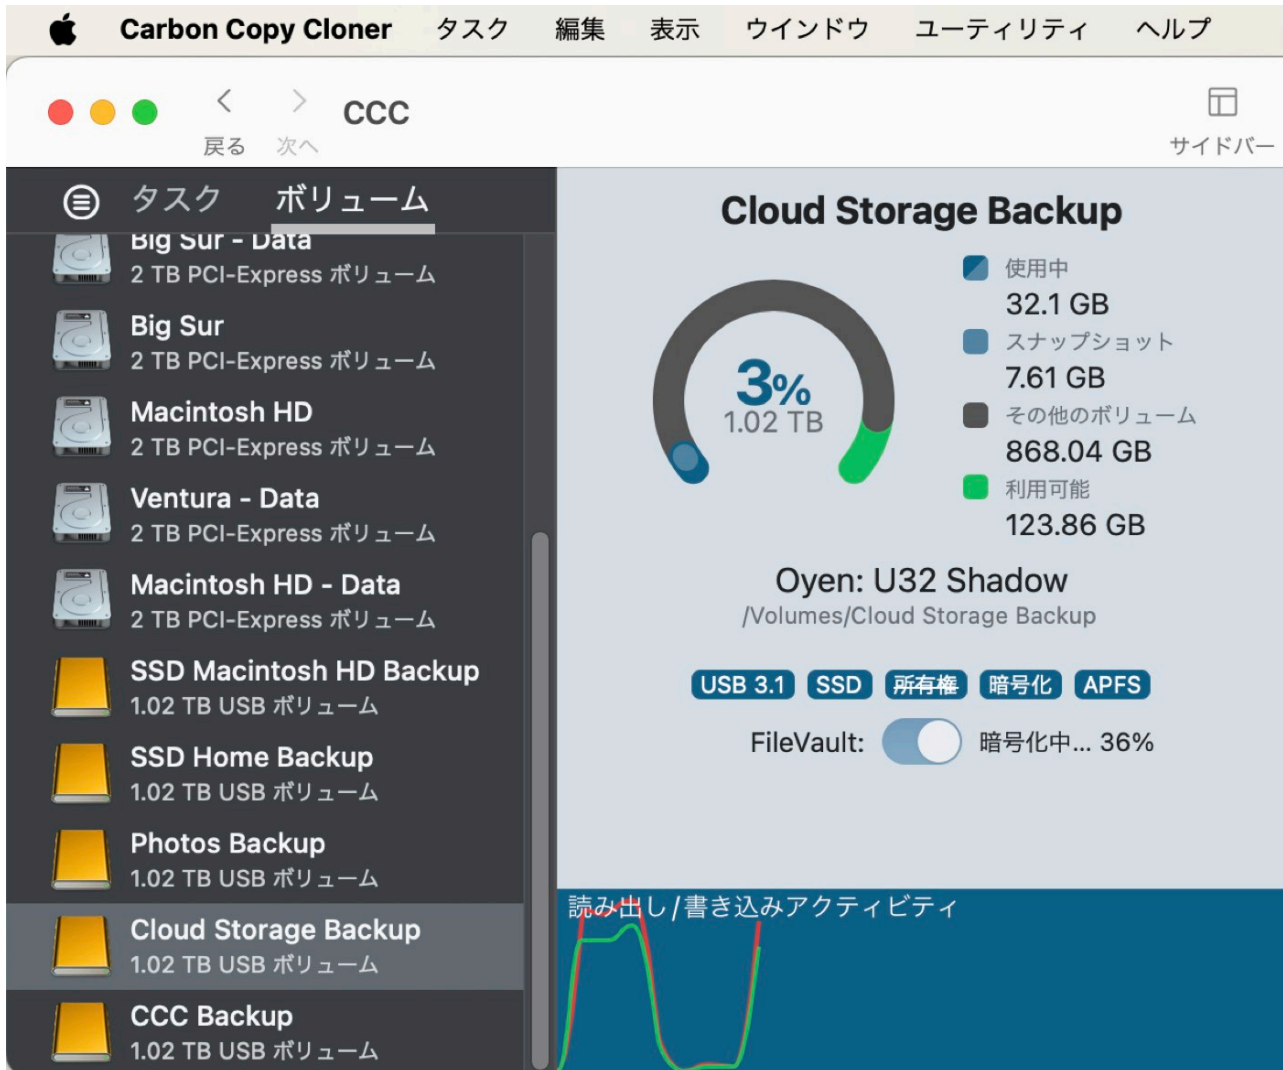 Carbon Copy Cloner タスク 編集 表示 ウインドウ ユーティリティ ヘルプ
戻る 次へ CCC サイドバー
タスク ボリューム
Big Sur - Data
2 TB PCI-Express ボリューム
Big Sur
2 TB PCI-Express ボリューム
Macintosh HD
2 TB PCI-Express ボリューム
Ventura - Data
2 TB PCI-Express ボリューム
Macintosh HD - Data
2 TB PCI-Express ボリューム
SSD Macintosh HD Backup
1.02 TB USB ボリューム
SSD Home Backup
1.02 TB USB ボリューム
Photos Backup
1.02 TB USB ボリューム
Cloud Storage Backup
1.02 TB USB ボリューム
CCC Backup
1.02 TB USB ボリューム
Cloud Storage Backup
3%
1.02 TB
使用中
32.1 GB
スナップショット
7.61 GB
その他のボリューム
868.04 GB
利用可能
123.86 GB
Oyen: U32 Shadow
/Volumes/Cloud Storage Backup
USB 3.1 SSD 所有権 暗号化 APFS
FileVault: 暗号化中... 36%
読み出し/書き込みアクティビティ